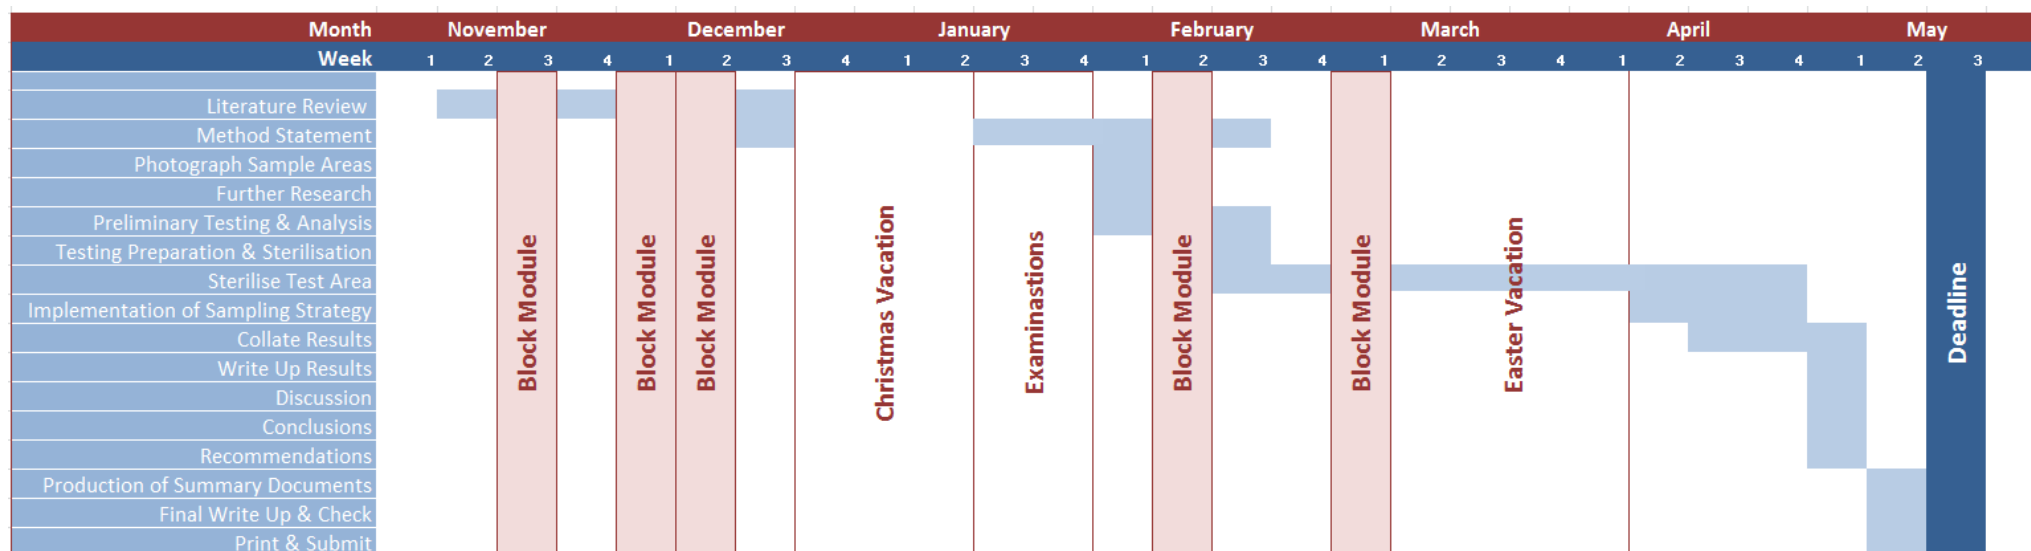 Month November December January February March April May
Week 1 2 3 4 1 2 3 4 1 2 3 4 1 2 3 4 1 2 3 4 1 2 3 4 1 2 3
Literature Review
Method Statement
Photograph Sample Areas
Further Research
Preliminary Testing & Analysis
Testing Preparation & Sterilisation
Sterilise Test Area
Implementation of Sampling Strategy
Collate Results
Write Up Results
Discussion
Conclusions
Recommendations
Production of Summary Documents
Final Write Up & Check
Print & Submit
Block Module
Block Module
Block Module
Christmas Vacation
Examinastions
Block Module
Block Module
Easter Vacation
Deadline